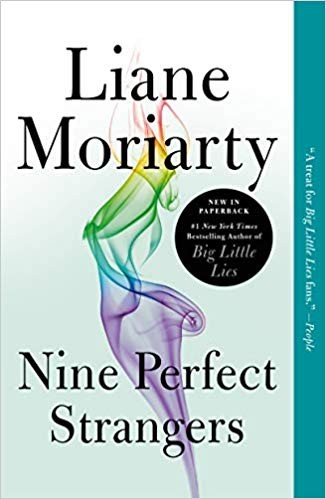 Liane
Moriarty
NEW IN
PAPERBACK
#1 New York Times
Bestselling Author of
Big Little
Lies
Nine Perfect
Strangers
“A treat for Big Little Lies fans.” —People